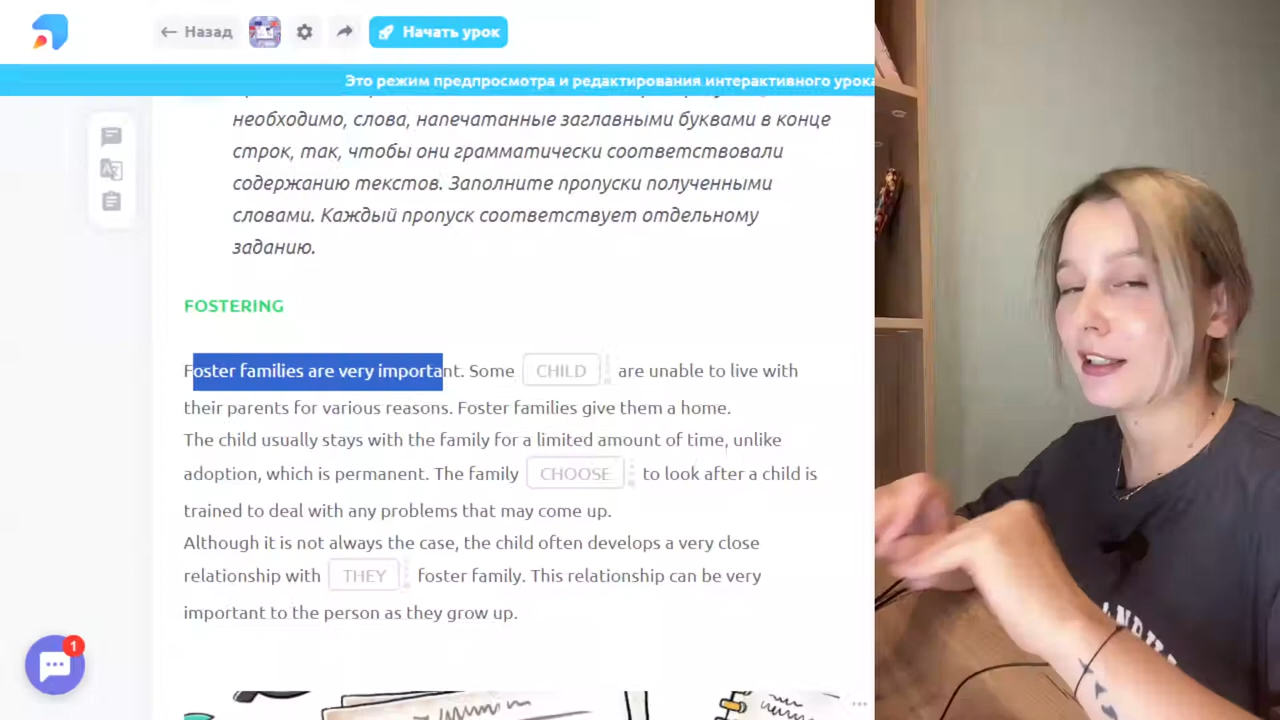 Назад
Начать урок
Это режим предпросмотра и редактирования интерактивного урока
необходимо, слова, напечатанные заглавными буквами в конце
строк, так, чтобы они грамматически соответствовали
содержанию текстов. Заполните пропуски полученными
словами. Каждый пропуск соответствует отдельному
заданию.
FOSTERING
Foster families are very important. Some CHILD are unable to live with
their parents for various reasons. Foster families give them a home.
The child usually stays with the family for a limited amount of time, unlike
adoption, which is permanent. The family CHOOSE to look after a child is
trained to deal with any problems that may come up.
Although it is not always the case, the child often develops a very close
relationship with THEY foster family. This relationship can be very
important to the person as they grow up.
1